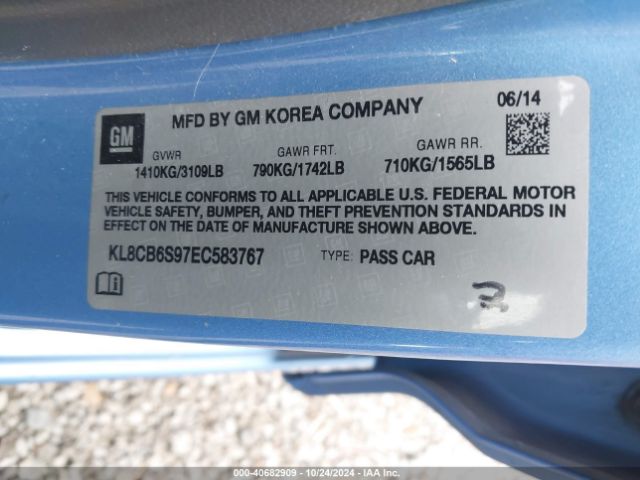 MFD BY GM KOREA COMPANY 06/14
GM
GVWR GAWR FRT. GAWR RR.
1410KG/3109LB 790KG/1742LB 710KG/1565LB
THIS VEHICLE CONFORMS TO ALL APPLICABLE U.S. FEDERAL MOTOR
VEHICLE SAFETY, BUMPER, AND THEFT PREVENTION STANDARDS IN
EFFECT ON THE DATE OF MANUFACTURE SHOWN ABOVE.
KL8CB6S97EC583767 TYPE: PASS CAR
000-40682909 • 10/24/2024 • IAA Inc.